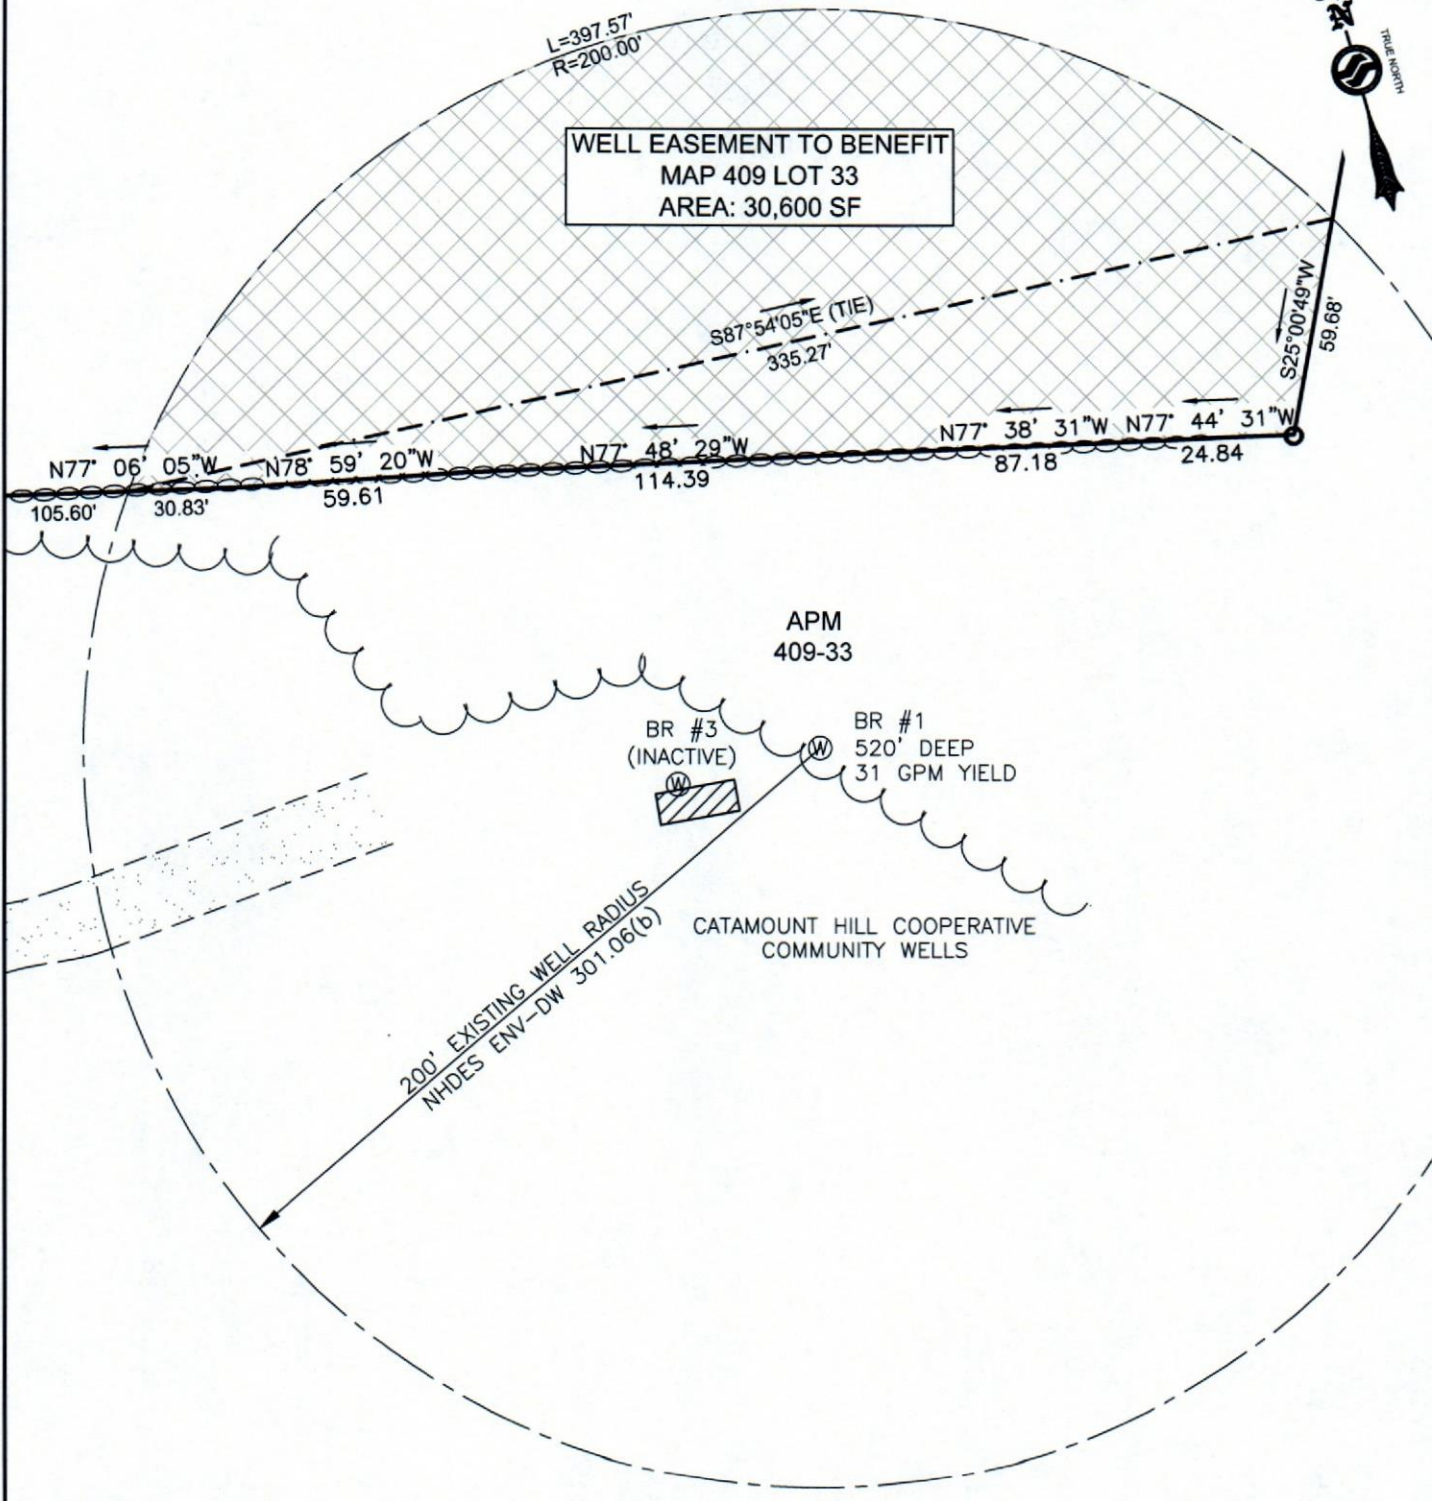 L=397.57'
R=200.00'
TRUE NORTH
WELL EASEMENT TO BENEFIT
MAP 409 LOT 33
AREA: 30,600 SF
S87°54'05"E (TIE)
335.27'
S25°00'49"W
59.68'
N77° 06' 05"W
N78° 59' 20"W
N77° 48' 29"W
N77° 38' 31"W
N77° 44' 31"W
105.60'
30.83'
59.61
114.39
87.18
24.84
APM
409-33
BR #3
(INACTIVE)
W
W
BR #1
520' DEEP
31 GPM YIELD
CATAMOUNT HILL COOPERATIVE
COMMUNITY WELLS
200' EXISTING WELL RADIUS
NHDES ENV-DW 301.06(b)